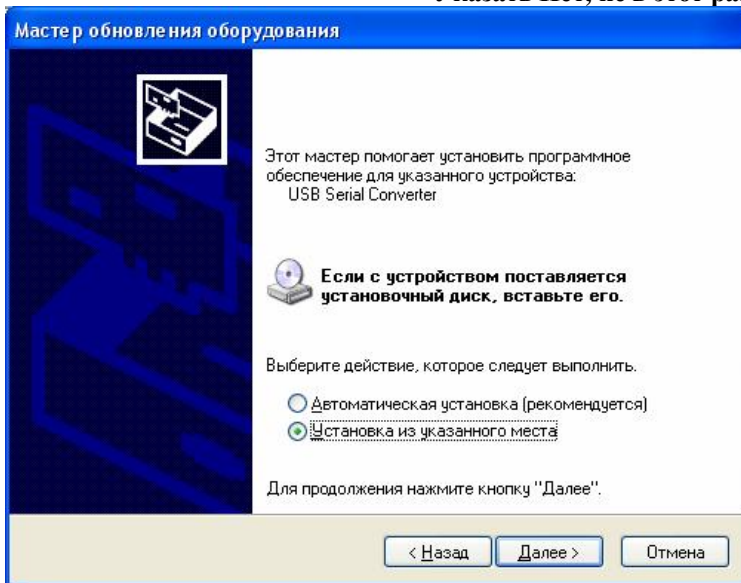 Мастер обновления оборудования
Этот мастер помогает установить программное
обеспечение для указанного устройства:
USB Serial Converter
Если с устройством поставляется
установочный диск, вставьте его.
Выберите действие, которое следует выполнить.
Автоматическая установка (рекомендуется)
Установка из указанного места
Для продолжения нажмите кнопку "Далее".
< Назад Далее > Отмена